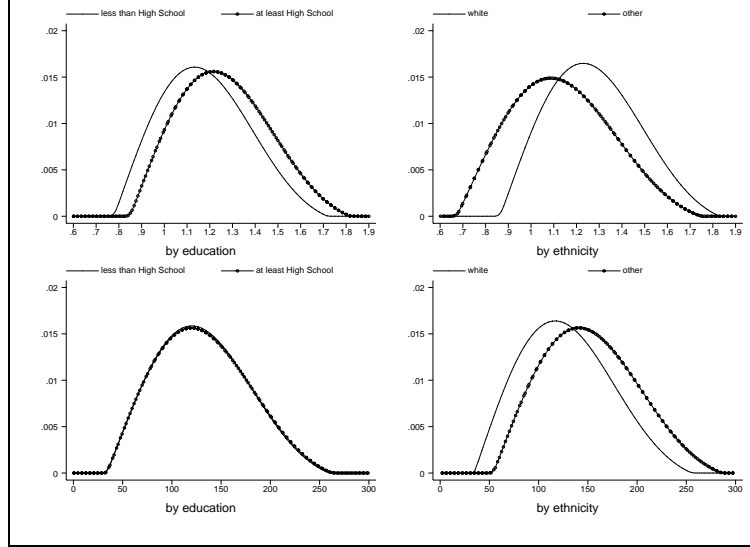 less than High School at least High School
white other
.02
.015
.01
.005
0
.6 .7 .8 .9 1 1.1 1.2 1.3 1.4 1.5 1.6 1.7 1.8 1.9
by education
.02
.015
.01
.005
0
.6 .7 .8 .9 1 1.1 1.2 1.3 1.4 1.5 1.6 1.7 1.8 1.9
by ethnicity
less than High School at least High School
white other
.02
.015
.01
.005
0
0 50 100 150 200 250 300
by education
.02
.015
.01
.005
0
0 50 100 150 200 250 300
by ethnicity